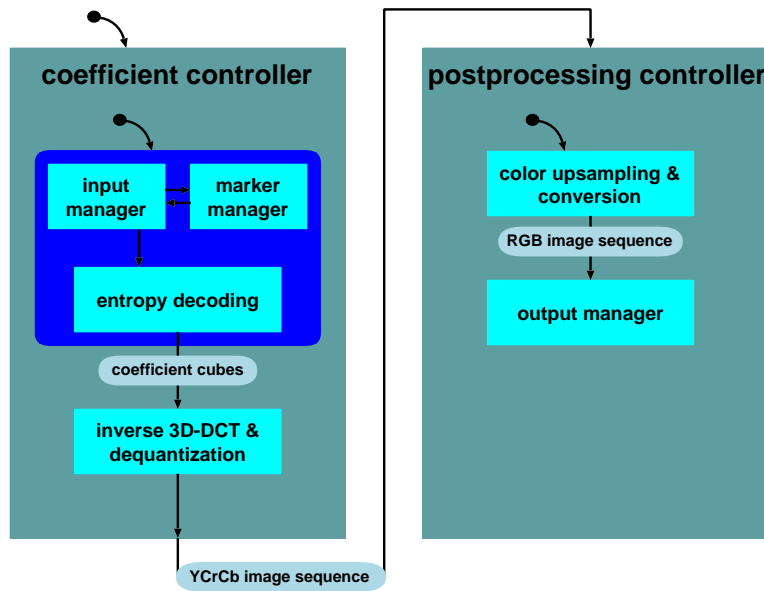 coefficient controller
input
manager
marker
manager
entropy decoding
coefficient cubes
inverse 3D-DCT &
dequantization
YCrCb image sequence
postprocessing controller
color upsampling &
conversion
RGB image sequence
output manager